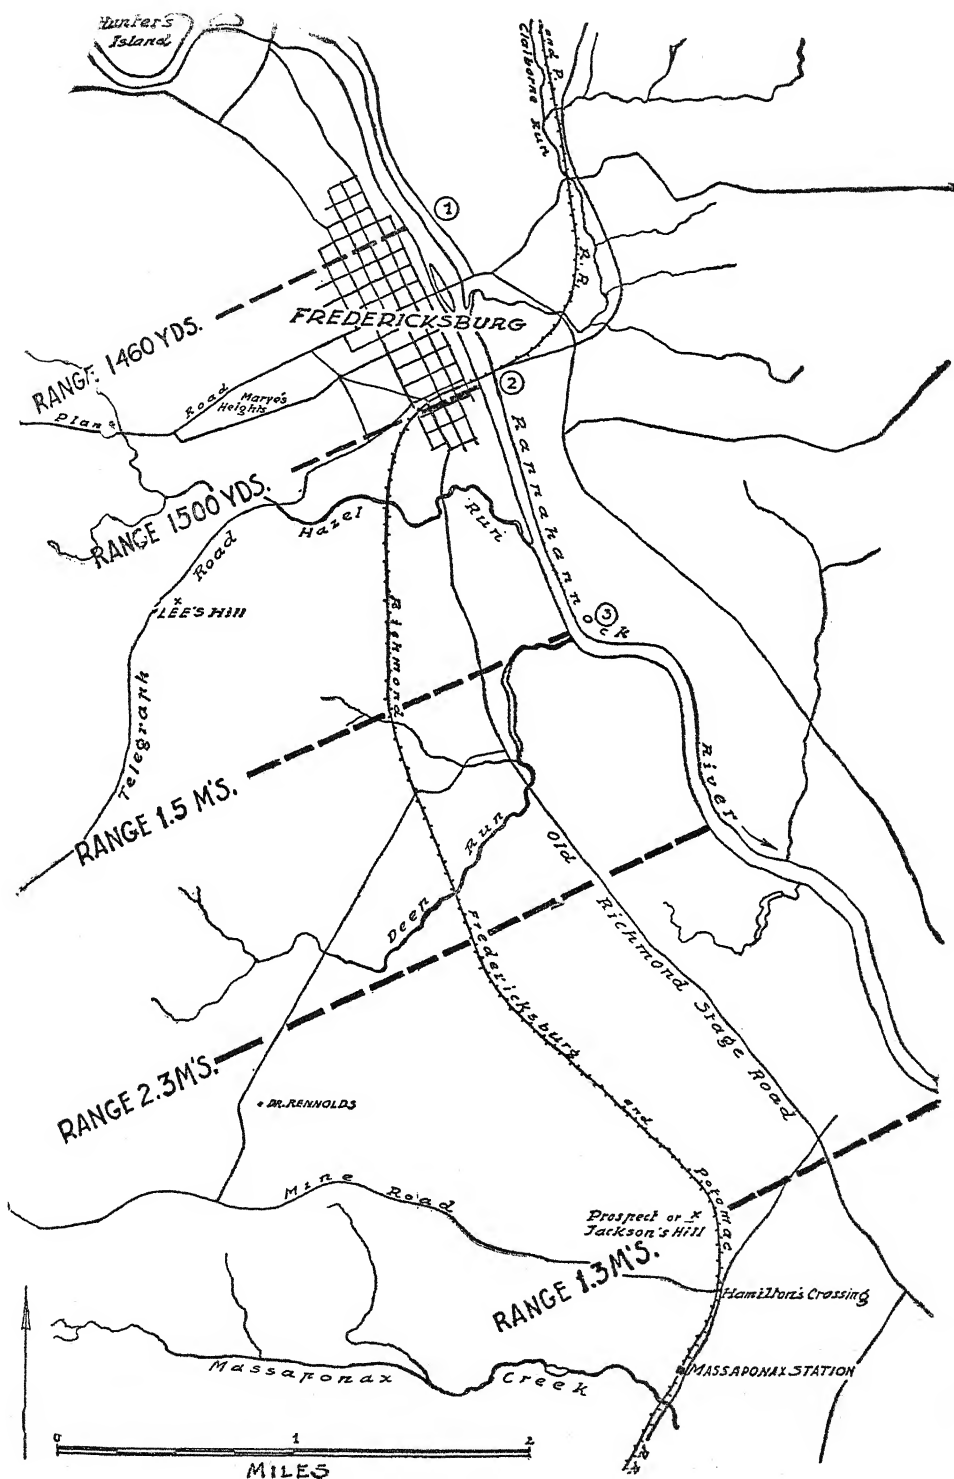 Hunter's
Island
and P.
Claiborne Run
1
R.R.
FREDERICKSBURG
RANGE 1460 YDS.
Plank
Road
Marye's
Heights
2
Rappahannock
River
RANGE 1500 YDS.
Hazel
Run
Telegraph
Road
LEE'S HILL
3
Richmond
RANGE 1.5 M'S.
Old
Richmond Stage Road
Deep
Run
Fredericksburg
and
Potomac
RANGE 2.3 M'S.
DR. RENNOLDS
Mine
Road
Prospect or
Jackson's Hill
RANGE 1.3 M'S.
Hamilton's Crossing
MASSAPONAX STATION
Massaponax
Creek
R R
0
1
2
MILES